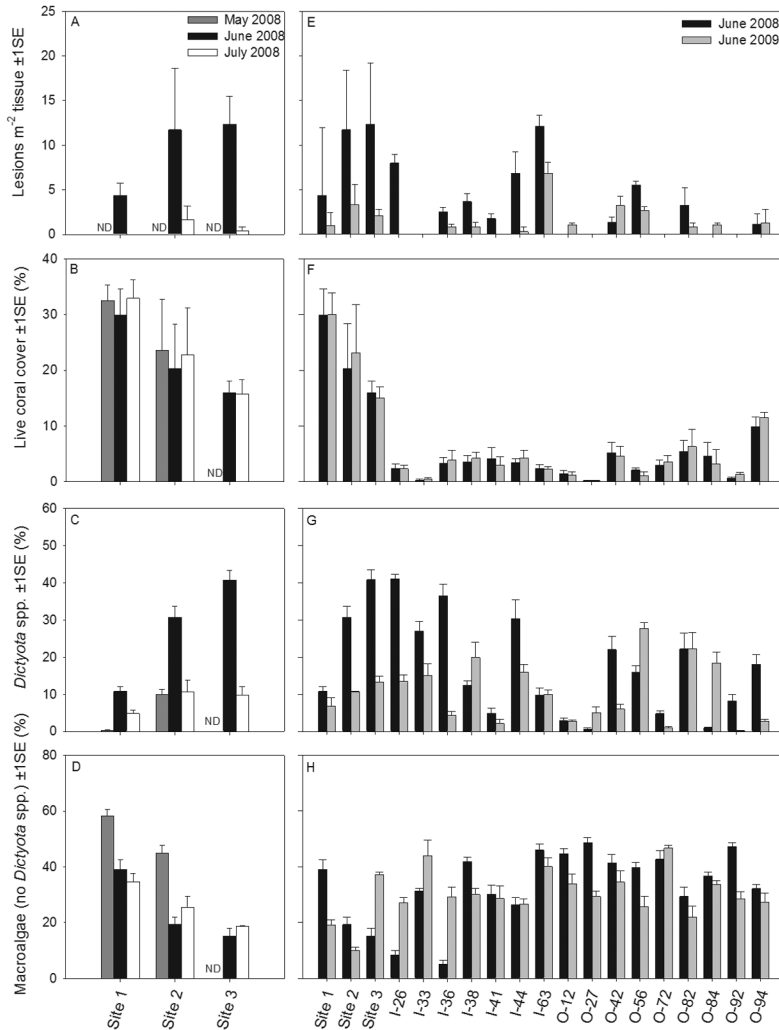 A
May 2008
June 2008
July 2008
Lesions m-2 tissue ±1SE
25
20
15
10
5
0
ND
ND
ND
E
June 2008
June 2009
B
Live coral cover ±1SE (%)
40
30
20
10
0
ND
F
C
Dictyota spp. ±1SE (%)
60
50
40
30
20
10
0
ND
G
D
Macroalgae (no Dictyota spp.) ±1SE (%)
80
60
40
20
0
ND
H
Site 1
Site 2
Site 3
Site 1
Site 2
Site 3
I-26
I-33
I-36
I-38
I-41
I-44
I-63
O-12
O-27
O-42
O-56
O-72
O-82
O-84
O-92
O-94